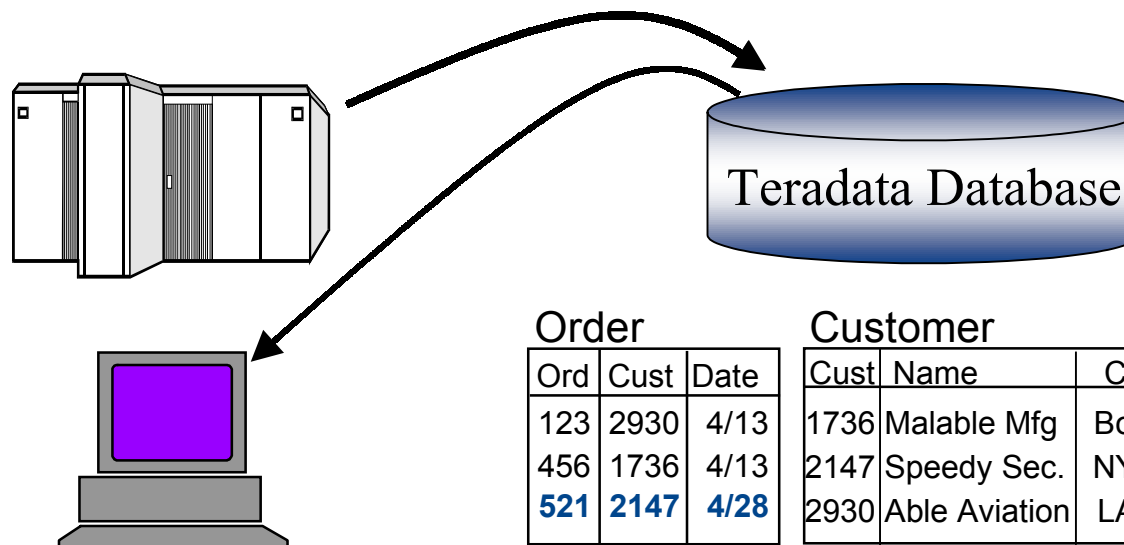 Teradata Database
Order
Ord Cust Date
123 2930 4/13
456 1736 4/13
521 2147 4/28
Customer
Cust Name
1736 Malable Mfg
2147 Speedy Sec.
2930 Able Aviation